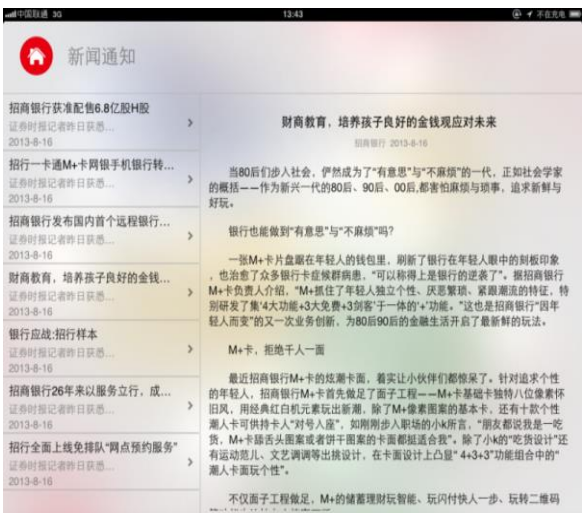 中国联通 3G
13:43
不在充电
新闻通知
招商银行获准配售6.8亿股H股
证券时报记者昨日获悉...
2013-8-16
招行一卡通M+卡网银手机银行转...
证券时报记者昨日获悉...
2013-8-16
招商银行发布国内首个远程银行...
证券时报记者昨日获悉...
2013-8-16
财商教育，培养孩子良好的金钱...
证券时报记者昨日获悉...
2013-8-16
银行应战:招行样本
证券时报记者昨日获悉...
2013-8-16
招商银行26年来以服务立行，成...
证券时报记者昨日获悉...
2013-8-16
招行全面上线免排队“网点预约服务”
证券时报记者昨日获悉...
2013-8-16
财商教育，培养孩子良好的金钱观应对未来
招商银行 2013-8-16
当80后们步入社会，俨然成为了“有意思”与“不麻烦”的一代，正如社会学家
的概括——作为新兴一代的80后、90后、00后,都害怕麻烦与琐事，追求新鲜与
好玩。
银行也能做到“有意思”与“不麻烦”吗?
一张M+卡片盘踞在年轻人的钱包里，刷新了银行在年轻人眼中的刻板印象
，也治愈了众多银行卡症候群病患，“可以称得上是银行的逆袭了”。据招商银行
M+卡负责人介绍，“M+抓住了年轻人独立个性、厌恶繁琐、紧跟潮流的特征，特
别研发了集‘4大功能+3大免费+3剑客’于一体的‘+’功能。”这也是招商银行“因年
轻人而变”的又一次业务创新，为80后90后的金融生活开启了最新鲜的玩法。
M+卡，拒绝千人一面
最近招商银行M+卡的炫潮卡面，着实让小伙伴们都惊呆了。针对追求个性
的年轻人，招商银行M+卡首先做足了面子工程——M+卡基础卡独特八位像素怀
旧风，用经典红白机元素玩出新潮，除了M+像素图案的基本卡，还有十款个性
潮人卡可供持卡人“对号入座”，如刚刚步入职场的小k所言，“朋友都说我是一吃
货，M+卡舔舌头图案或者饼干图案的卡面都挺适合我”。除了小k的“吃货设计”还
有运动范儿、文艺调调等出挑设计，在卡面设计上凸显“ 4+3+3”功能组合中的“
潮人卡面玩个性”。
不仅面子工程做足，M+的储蓄理财玩智能、玩闪付快人一步、玩转二维码